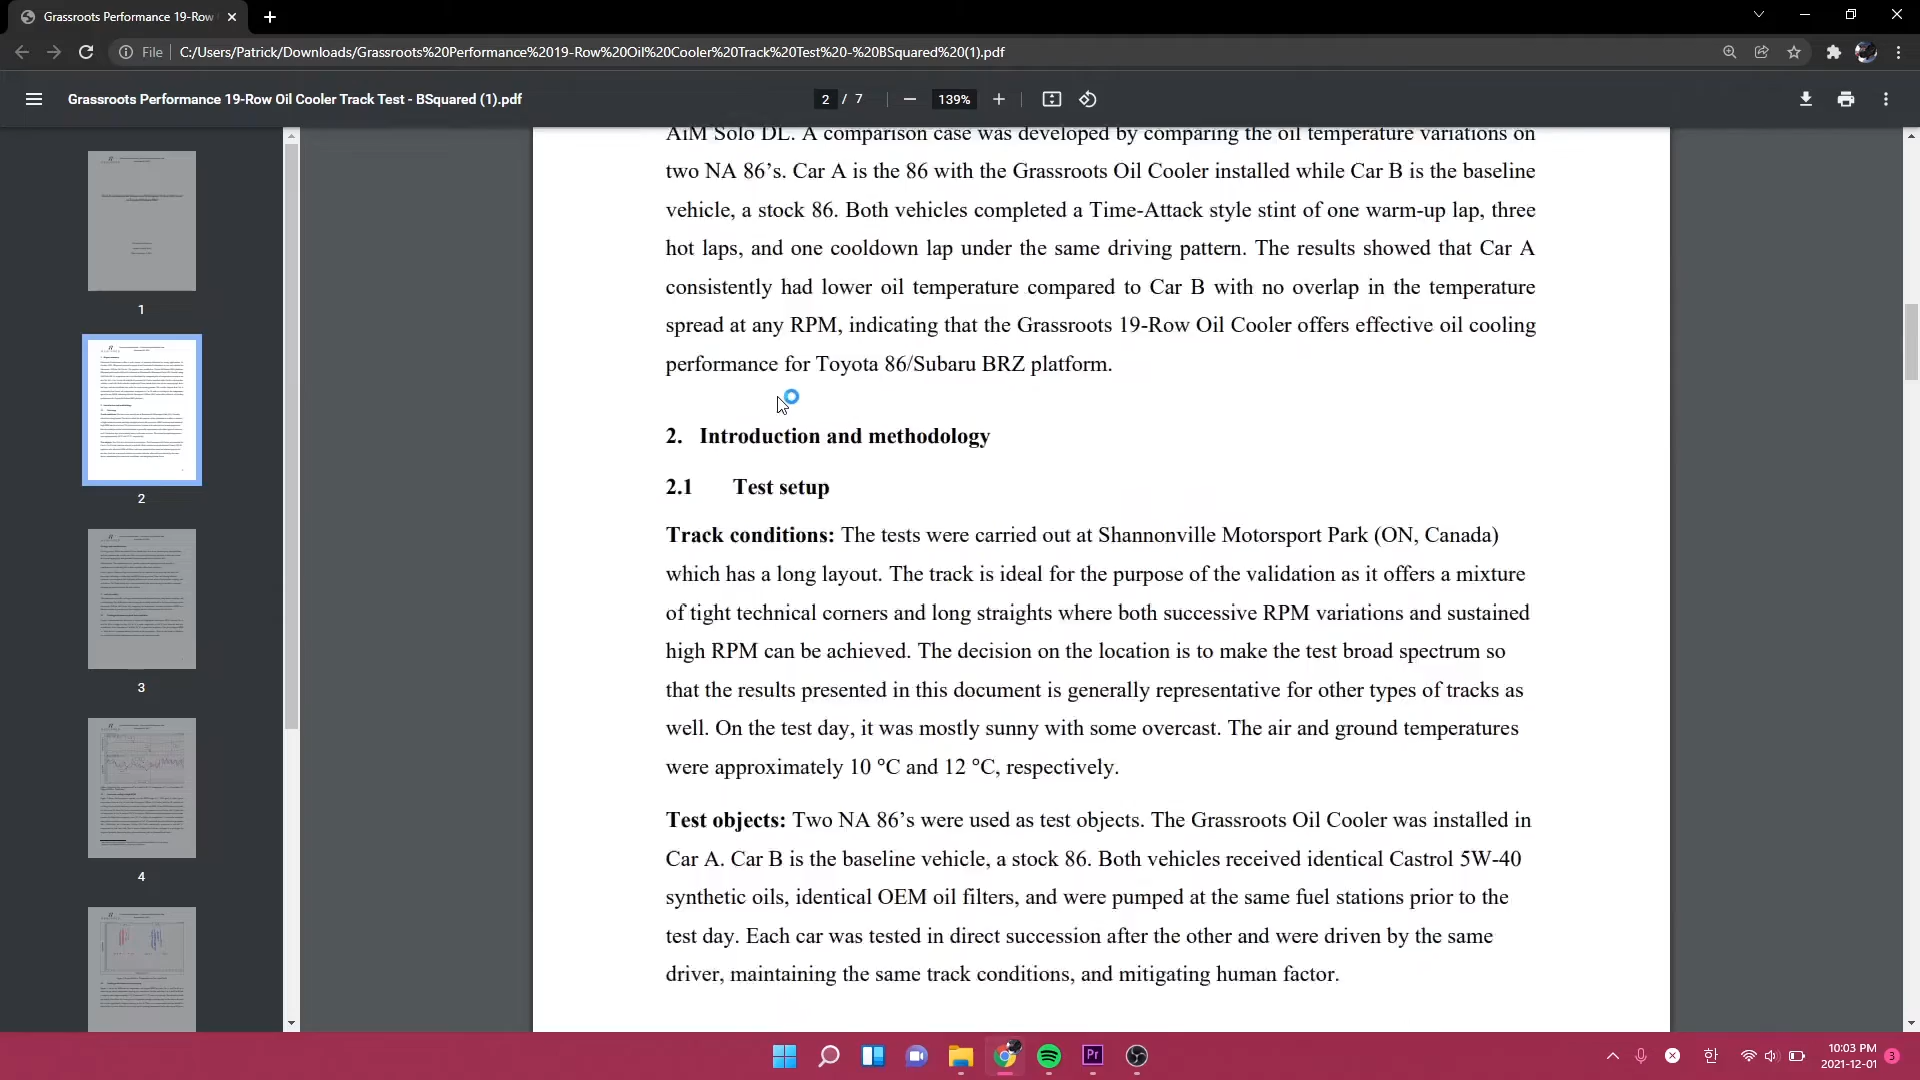 Grassroots Performance 19-Row
File
C:/Users/Patrick/Downloads/Grassroots%20Performance%2019-Row%20Oil%20Cooler%20Track%20Test%20-%20BSquared%20(1).pdf
Grassroots Performance 19-Row Oil Cooler Track Test - BSquared (1).pdf
2 / 7
139%
1
2
3
4
AiM Solo DL. A comparison case was developed by comparing the oil temperature variations on
two NA 86’s. Car A is the 86 with the Grassroots Oil Cooler installed while Car B is the baseline
vehicle, a stock 86. Both vehicles completed a Time-Attack style stint of one warm-up lap, three
hot laps, and one cooldown lap under the same driving pattern. The results showed that Car A
consistently had lower oil temperature compared to Car B with no overlap in the temperature
spread at any RPM, indicating that the Grassroots 19-Row Oil Cooler offers effective oil cooling
performance for Toyota 86/Subaru BRZ platform.
2. Introduction and methodology
2.1 Test setup
Track conditions: The tests were carried out at Shannonville Motorsport Park (ON, Canada)
which has a long layout. The track is ideal for the purpose of the validation as it offers a mixture
of tight technical corners and long straights where both successive RPM variations and sustained
high RPM can be achieved. The decision on the location is to make the test broad spectrum so
that the results presented in this document is generally representative for other types of tracks as
well. On the test day, it was mostly sunny with some overcast. The air and ground temperatures
were approximately 10 °C and 12 °C, respectively.
Test objects: Two NA 86’s were used as test objects. The Grassroots Oil Cooler was installed in
Car A. Car B is the baseline vehicle, a stock 86. Both vehicles received identical Castrol 5W-40
synthetic oils, identical OEM oil filters, and were pumped at the same fuel stations prior to the
test day. Each car was tested in direct succession after the other and were driven by the same
driver, maintaining the same track conditions, and mitigating human factor.
Pr
한
10:03 PM
2021-12-01
3